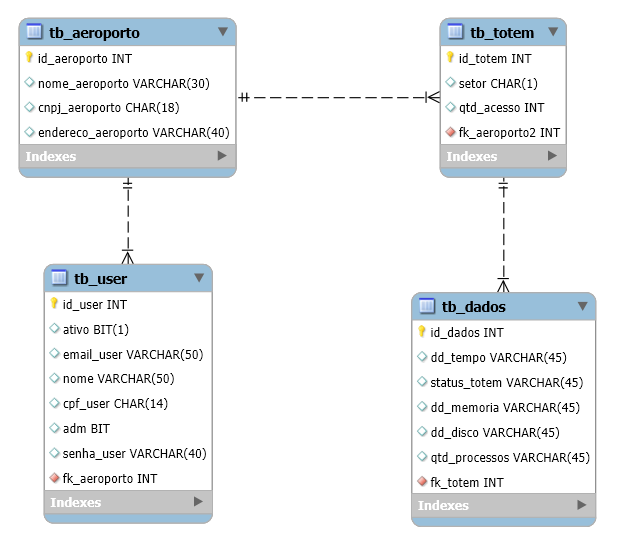 tb_aeroporto
id_aeroporto INT
nome_aeroporto VARCHAR(30)
cnpj_aeroporto CHAR(18)
endereco_aeroporto VARCHAR(40)
Indexes
tb_totem
id_totem INT
setor CHAR(1)
qtd_acesso INT
fk_aeroporto2 INT
Indexes
tb_user
id_user INT
ativo BIT(1)
email_user VARCHAR(50)
nome VARCHAR(50)
cpf_user CHAR(14)
adm BIT
senha_user VARCHAR(40)
fk_aeroporto INT
Indexes
tb_dados
id_dados INT
dd_tempo VARCHAR(45)
status_totem VARCHAR(45)
dd_memoria VARCHAR(45)
dd_disco VARCHAR(45)
qtd_processos VARCHAR(45)
fk_totem INT
Indexes